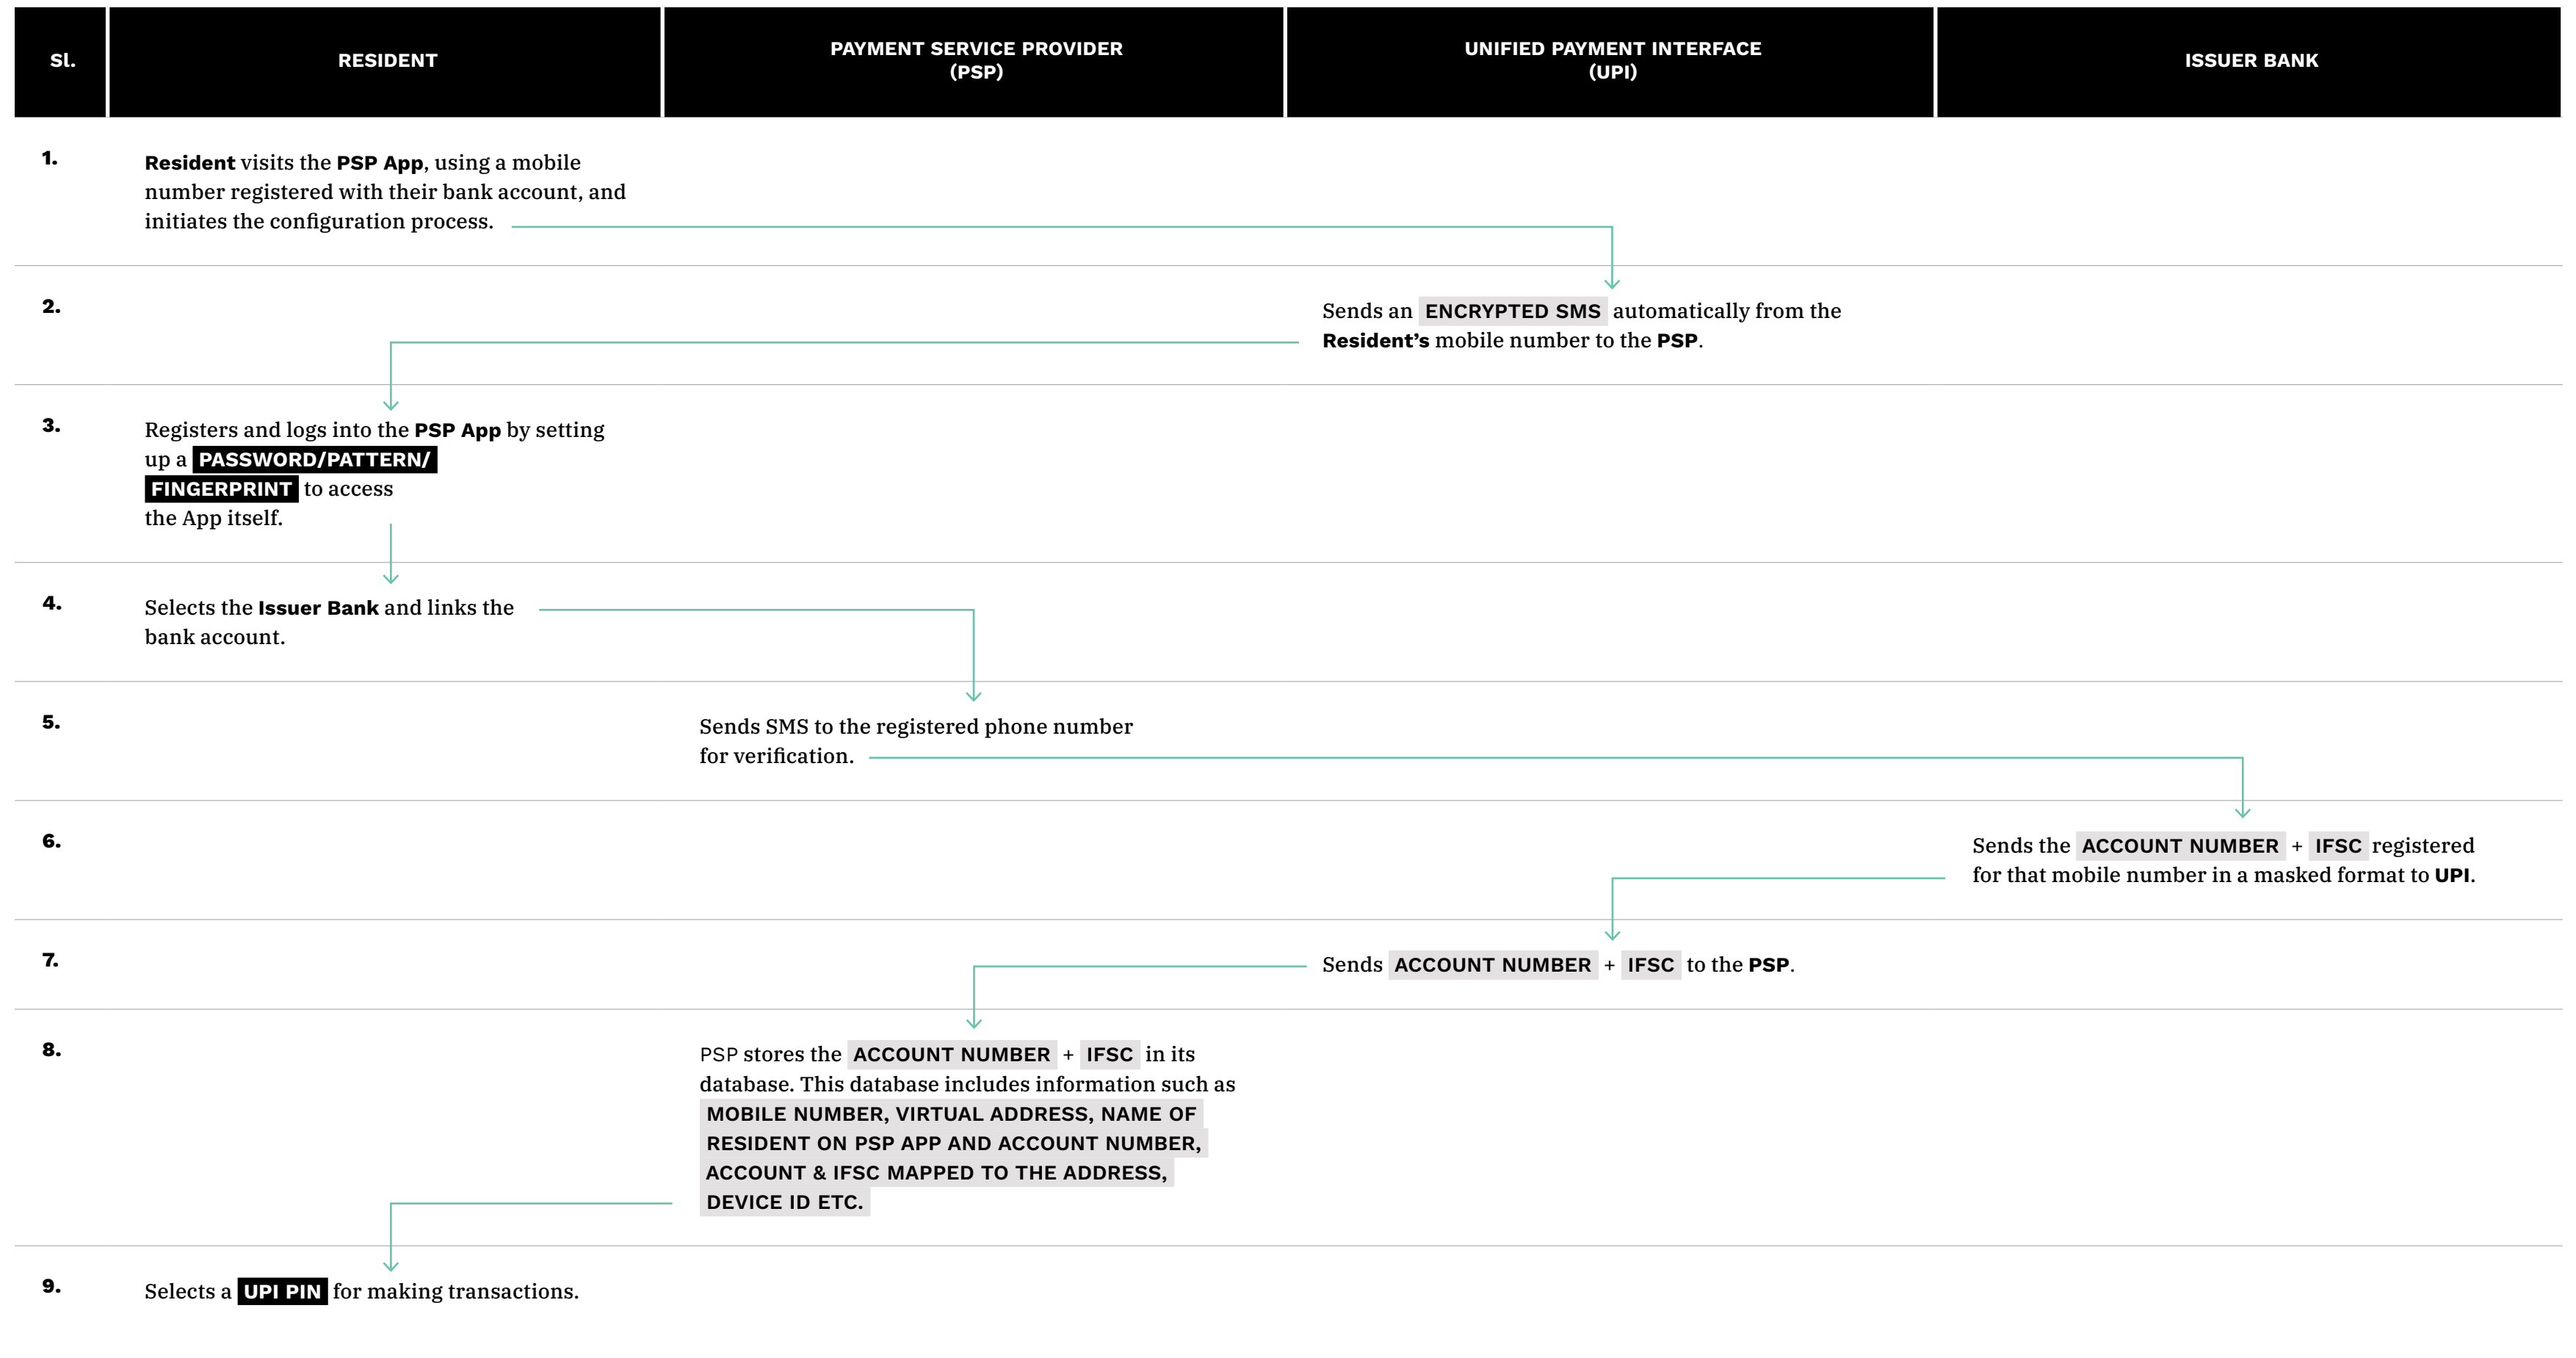 Sl.
RESIDENT
PAYMENT SERVICE PROVIDER
(PSP)
UNIFIED PAYMENT INTERFACE
(UPI)
ISSUER BANK
1.
Resident visits the PSP App, using a mobile
number registered with their bank account, and
initiates the configuration process.
2.
Sends an ENCRYPTED SMS automatically from the
Resident’s mobile number to the PSP.
3.
Registers and logs into the PSP App by setting
up a PASSWORD/PATTERN/
FINGERPRINT to access
the App itself.
4.
Selects the Issuer Bank and links the
bank account.
5.
Sends SMS to the registered phone number
for verification.
6.
Sends the ACCOUNT NUMBER + IFSC registered
for that mobile number in a masked format to UPI.
7.
Sends ACCOUNT NUMBER + IFSC to the PSP.
8.
PSP stores the ACCOUNT NUMBER + IFSC in its
database. This database includes information such as
MOBILE NUMBER, VIRTUAL ADDRESS, NAME OF
RESIDENT ON PSP APP AND ACCOUNT NUMBER,
ACCOUNT & IFSC MAPPED TO THE ADDRESS,
DEVICE ID ETC.
9.
Selects a UPI PIN for making transactions.